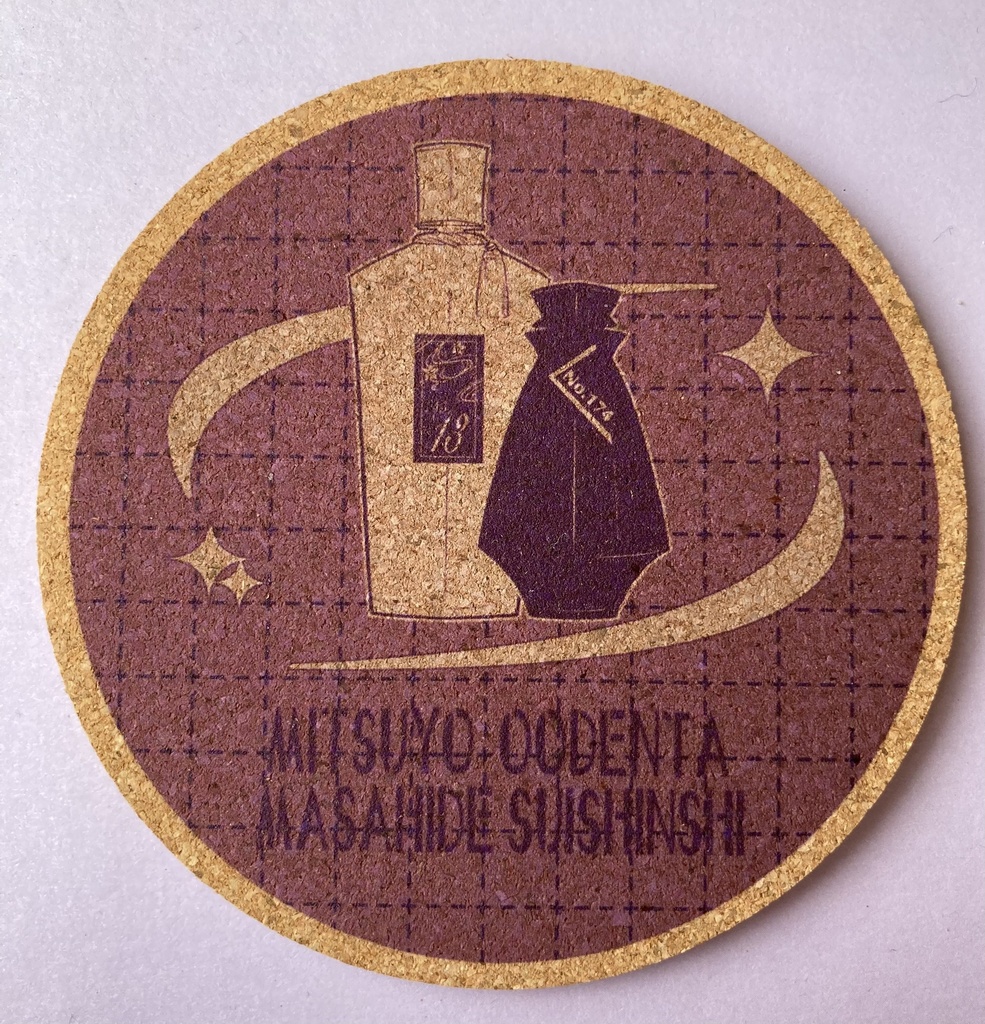 13
No.174
MITSUYO OODENTA
MASAHIDE SUISHINSHI